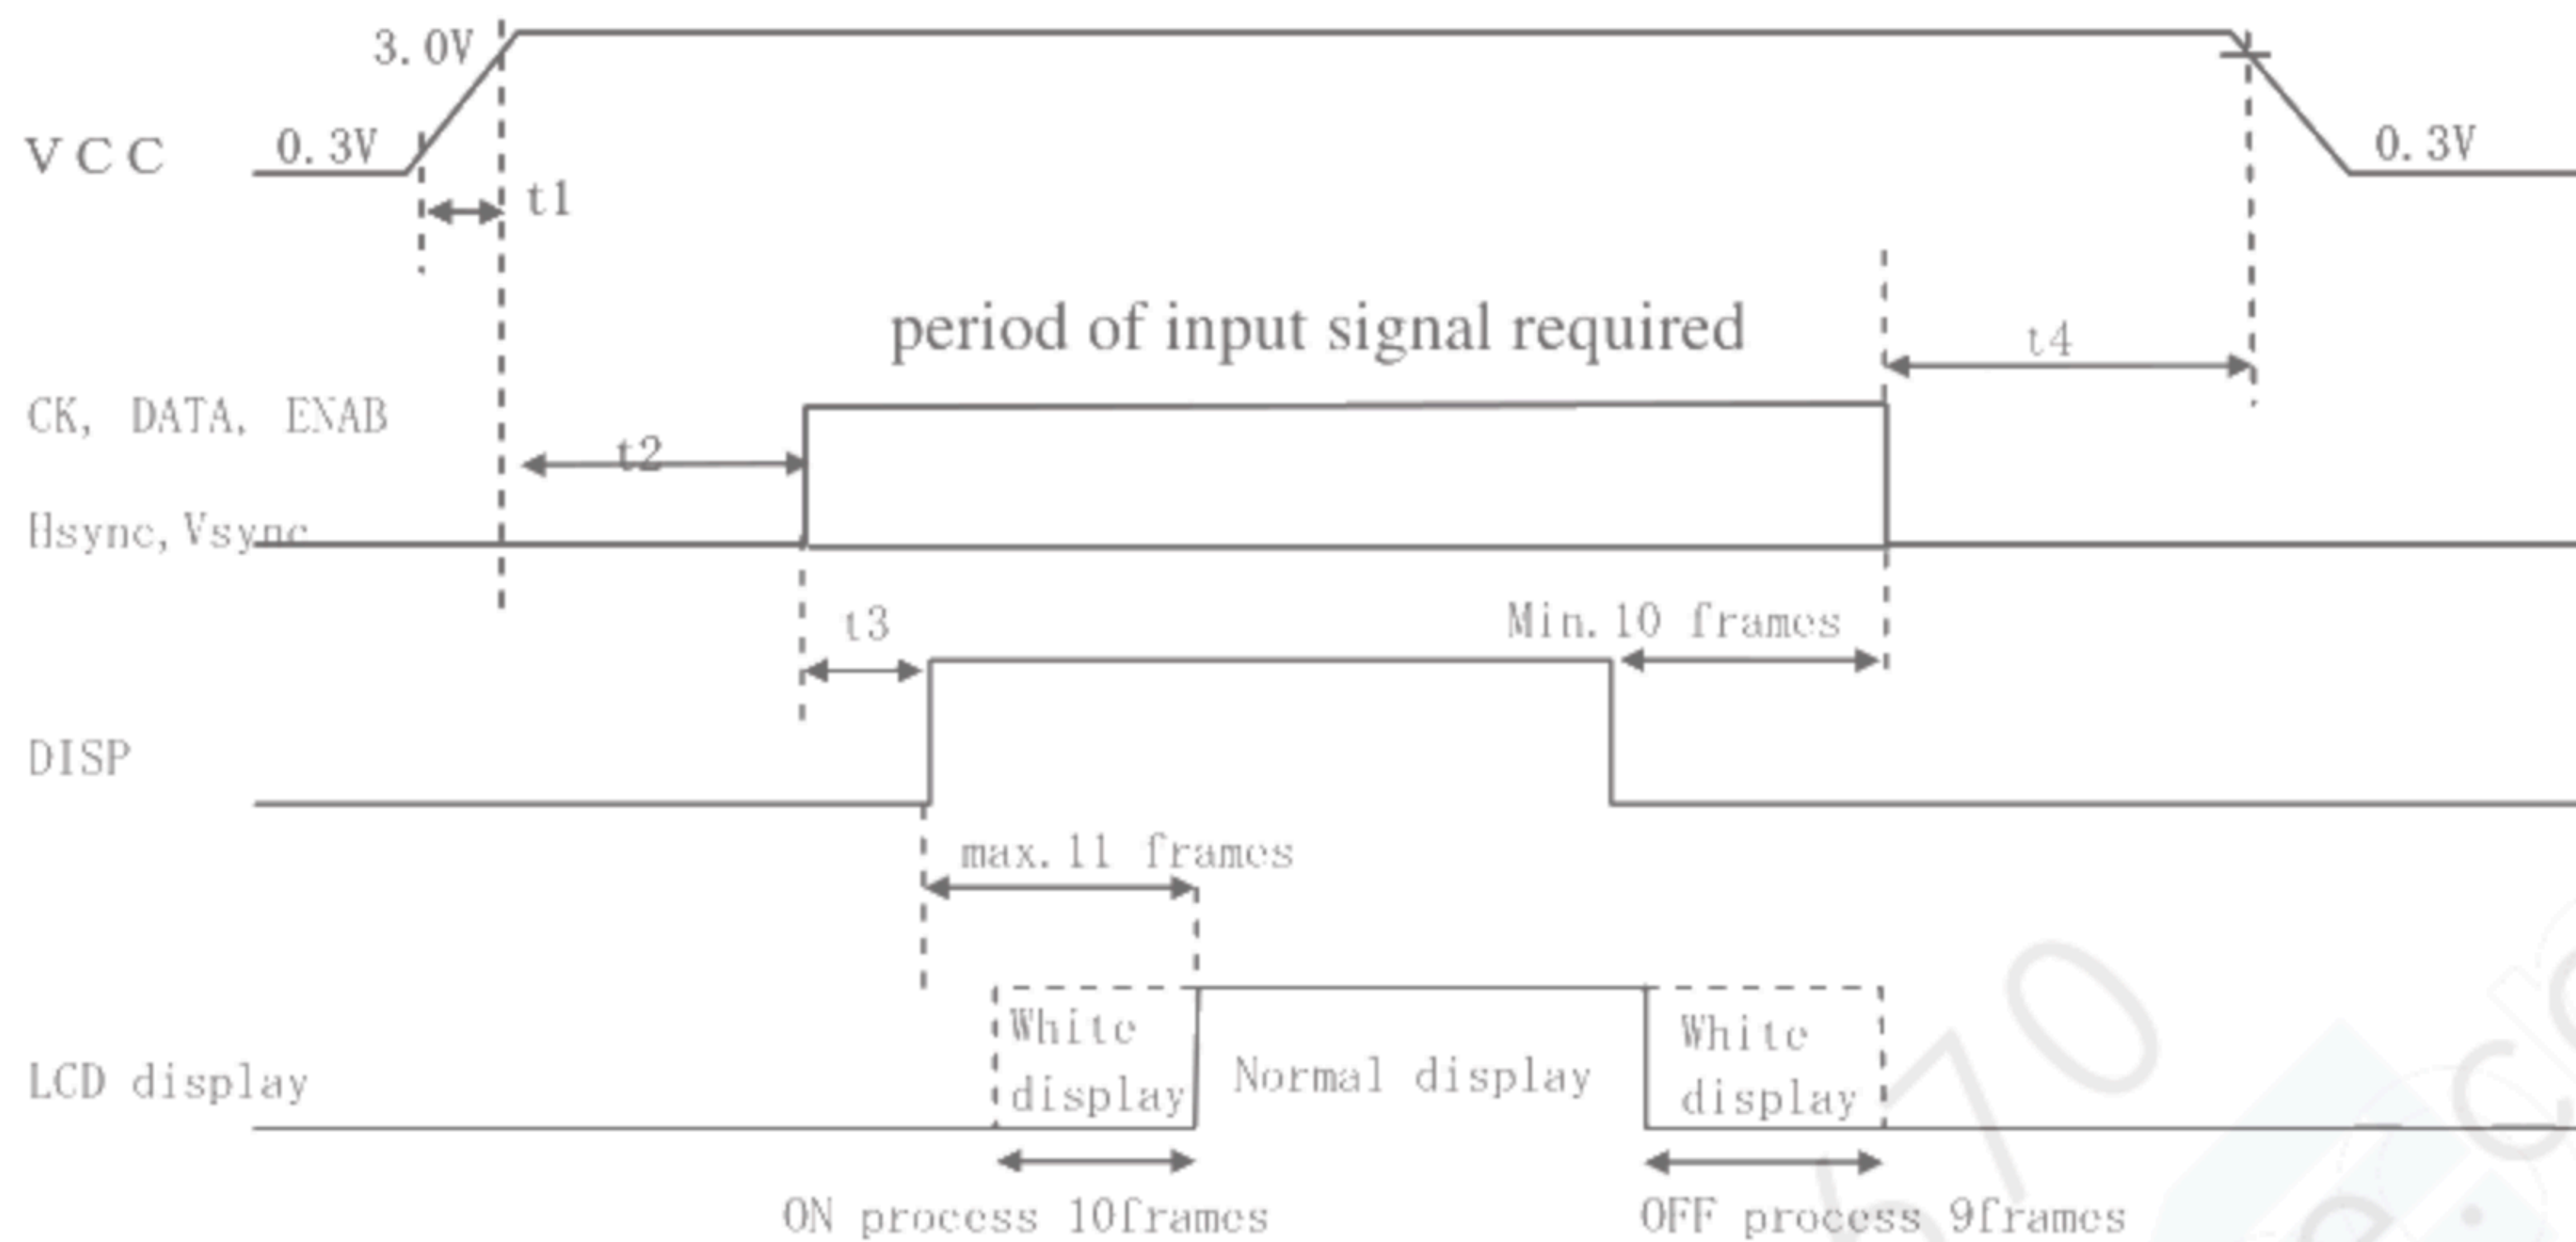 3.0V
VCC
0.3V
0.3V
t1
period of input signal required
t4
CK, DATA, ENAB
t2
Hsync,Vsync
t3
Min.10 frames
DISP
max.11 frames
White
display
White
display
LCD display
Normal display
ON process 10frames
OFF process 9frames
70